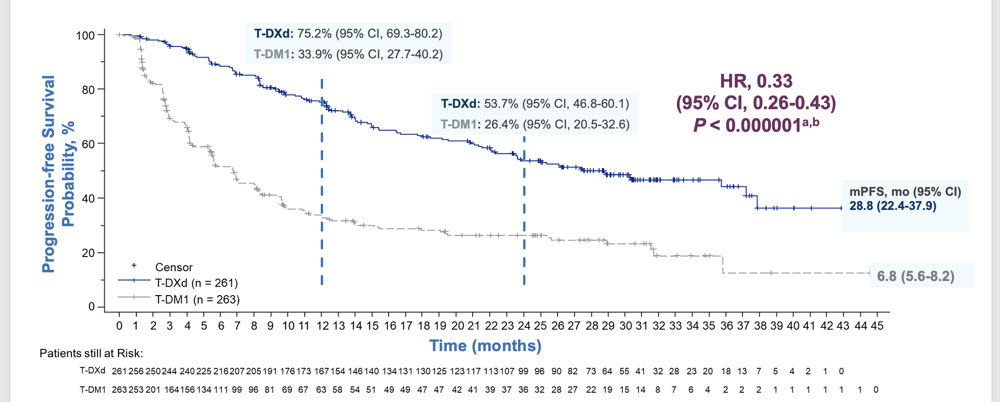 T-DXd: 75.2% (95% CI, 69.3-80.2)
T-DM1: 33.9% (95% CI, 27.7-40.2)
T-DXd: 53.7% (95% CI, 46.8-60.1)
T-DM1: 26.4% (95% CI, 20.5-32.6)
HR, 0.33
(95% CI, 0.26-0.43)
P < 0.000001a,b
mPFS, mo (95% CI)
28.8 (22.4-37.9)
6.8 (5.6-8.2)
Progression-free Survival
Probability, %
100
80
60
40
20
0
Censor
T-DXd (n = 261)
T-DM1 (n = 263)
0 1 2 3 4 5 6 7 8 9 10 11 12 13 14 15 16 17 18 19 20 21 22 23 24 25 26 27 28 29 30 31 32 33 34 35 36 37 38 39 40 41 42 43 44 45
Time (months)
Patients still at Risk:
T-DXd 261 256 250 244 240 225 216 207 205 191 176 173 167 154 146 140 134 131 130 125 123 117 113 107 99 96 90 82 73 64 55 41 32 28 23 20 18 13 7 5 4 2 1 0
T-DM1 263 253 201 164 156 134 111 99 96 81 69 67 63 58 54 51 49 49 47 47 42 41 39 37 36 32 28 27 22 19 15 14 8 7 6 4 2 2 2 1 1 1 1 1 1 0